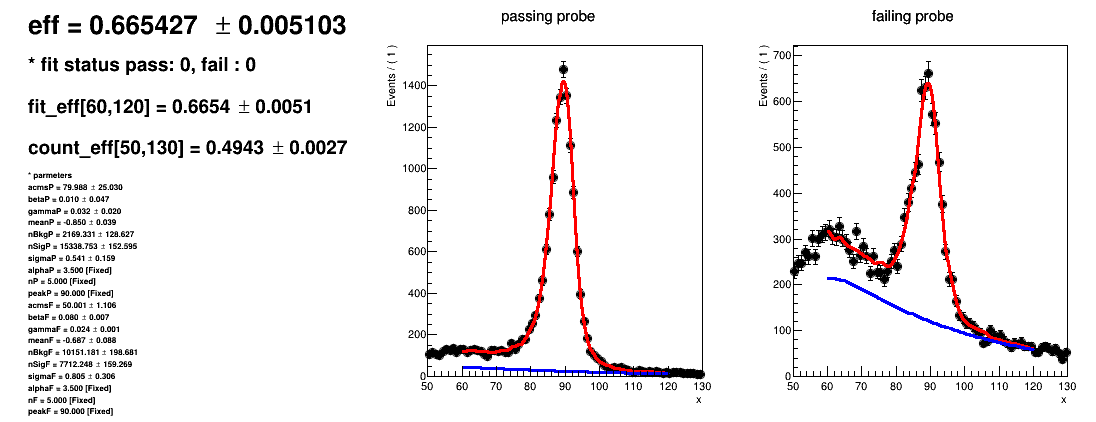 eff = 0.665427 ± 0.005103
* fit status pass: 0, fail : 0
fit_eff[60,120] = 0.6654 ± 0.0051
count_eff[50,130] = 0.4943 ± 0.0027
* parmeters
acmsP = 79.988 ± 25.030
betaP = 0.010 ± 0.047
gammaP = 0.032 ± 0.020
meanP = -0.850 ± 0.039
nBkgP = 2169.331 ± 128.627
nSigP = 15338.753 ± 152.595
sigmaP = 0.541 ± 0.159
alphaP = 3.500 [Fixed]
nP = 5.000 [Fixed]
peakP = 90.000 [Fixed]
acmsF = 50.001 ± 1.106
betaF = 0.080 ± 0.007
gammaF = 0.024 ± 0.001
meanF = -0.687 ± 0.088
nBkgF = 10151.181 ± 198.681
nSigF = 7712.248 ± 159.269
sigmaF = 0.805 ± 0.306
alphaF = 3.500 [Fixed]
nF = 5.000 [Fixed]
peakF = 90.000 [Fixed]
passing probe
Events / ( 1 )
1400
1200
1000
800
600
400
200
0
50 60 70 80 90 100 110 120 130
x
failing probe
Events / ( 1 )
700
600
500
400
300
200
100
0
50 60 70 80 90 100 110 120 130
x